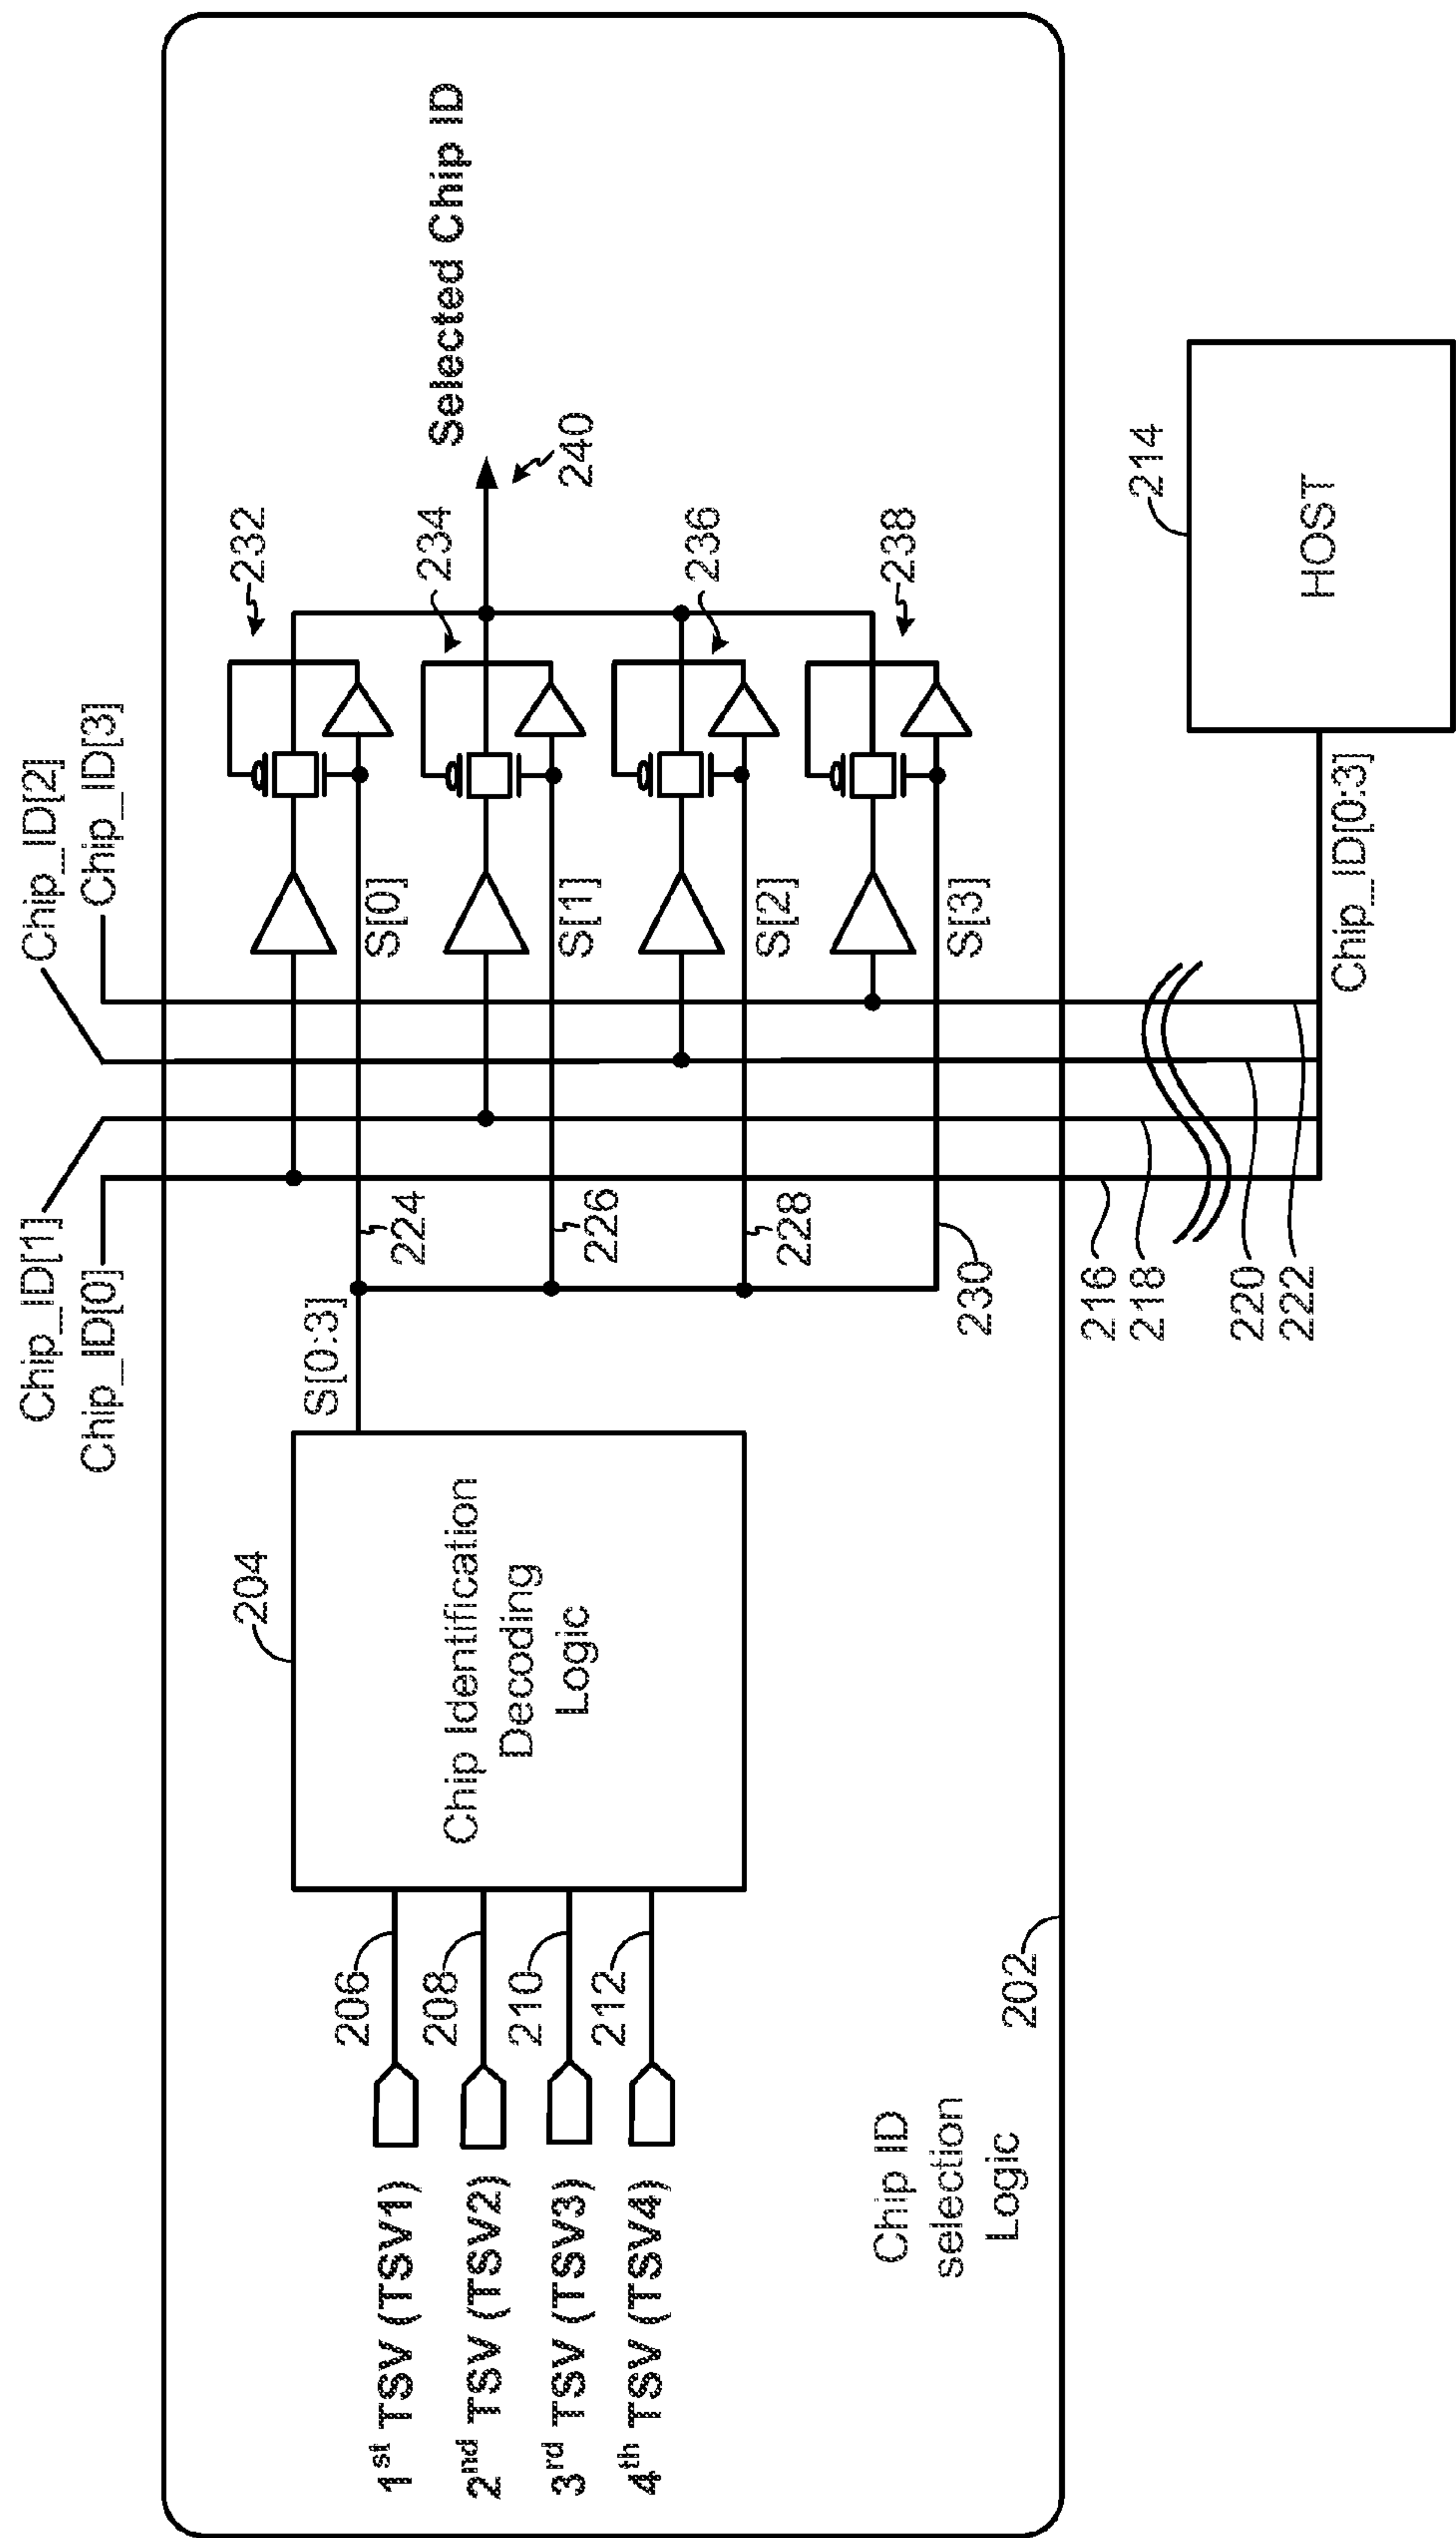 Chip_ID[1]
Chip_ID[2]
Chip_ID[0]
Chip_ID[3]
204
S[0:3]
232
1st TSV (TSV1)
206
224
S[0]
2nd TSV (TSV2)
208
Chip Identification
Decoding
Logic
234
Selected Chip ID
240
3rd TSV (TSV3)
210
226
S[1]
4th TSV (TSV4)
212
228
S[2]
236
Chip ID
selection
Logic
230
S[3]
238
202
216
218
220
222
214
HOST
Chip_ID[0:3]